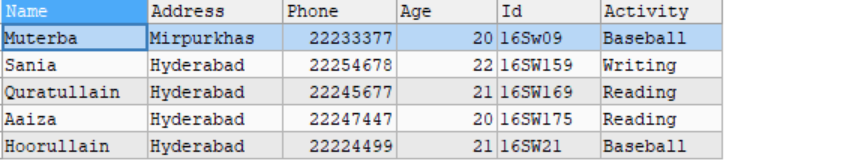 Name Address Phone Age Id Activity
Muterba Mirpurkhas 22233377 20 16Sw09 Baseball
Sania Hyderabad 22254678 22 16SW159 Writing
Quratullain Hyderabad 22245677 21 16SW169 Reading
Aaiza Hyderabad 22247447 20 16SW175 Reading
Hoorullain Hyderabad 22224499 21 16SW21 Baseball